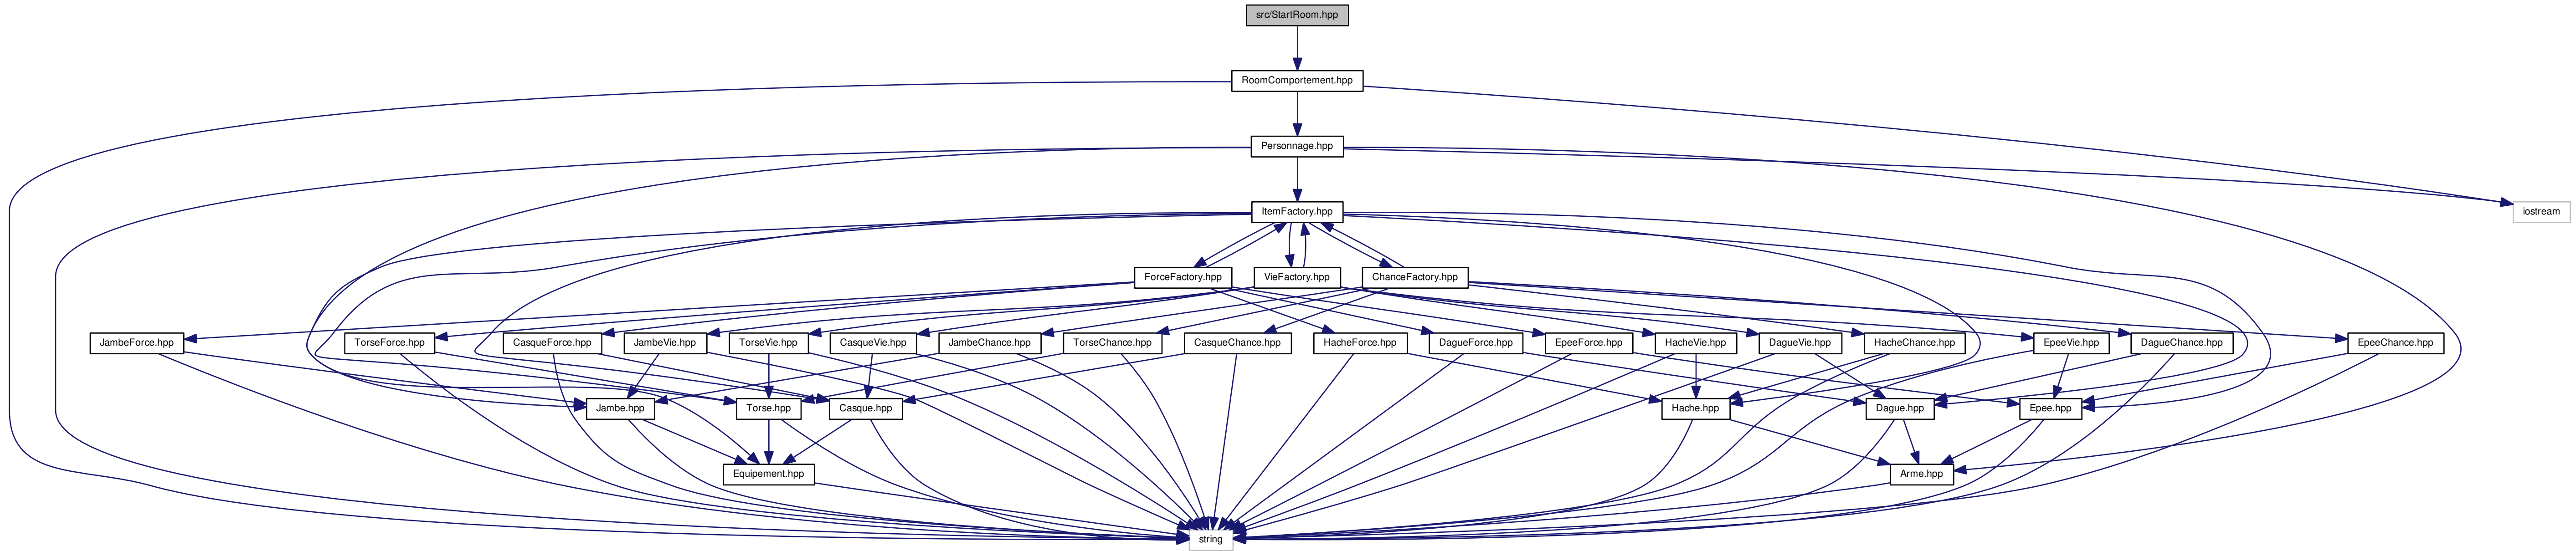 src/StartRoom.hpp
RoomComportement.hpp
Personnage.hpp
ItemFactory.hpp
iostream
ForceFactory.hpp
VieFactory.hpp
ChanceFactory.hpp
JambeForce.hpp
TorseForce.hpp
CasqueForce.hpp
JambeVie.hpp
TorseVie.hpp
CasqueVie.hpp
JambeChance.hpp
TorseChance.hpp
CasqueChance.hpp
HacheForce.hpp
DagueForce.hpp
EpeeForce.hpp
HacheVie.hpp
DagueVie.hpp
HacheChance.hpp
EpeeVie.hpp
DagueChance.hpp
EpeeChance.hpp
Jambe.hpp
Torse.hpp
Casque.hpp
Hache.hpp
Dague.hpp
Epee.hpp
Equipement.hpp
Arme.hpp
string